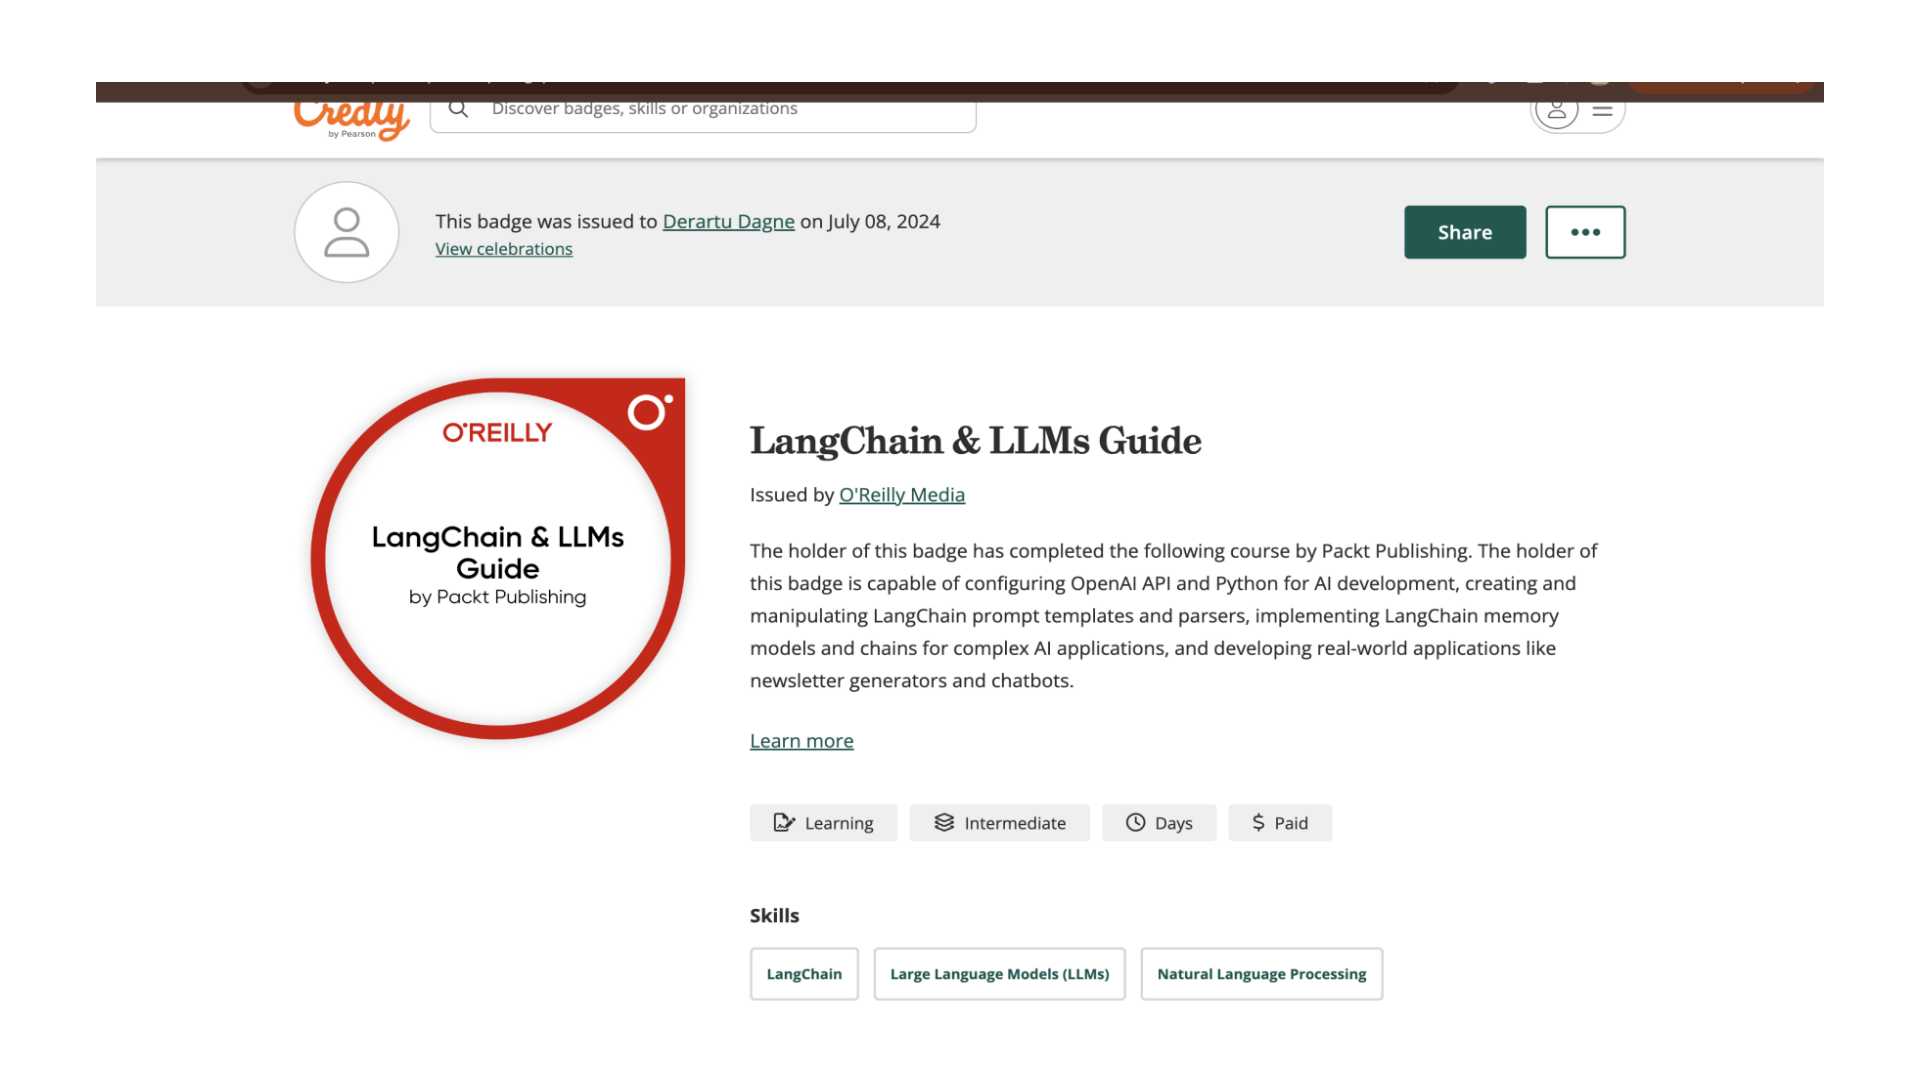 Credly
by Pearson
Discover badges, skills or organizations
This badge was issued to Derartu Dagne on July 08, 2024
View celebrations
Share
O'REILLY
LangChain & LLMs
Guide
by Packt Publishing
LangChain & LLMs Guide
Issued by O'Reilly Media
The holder of this badge has completed the following course by Packt Publishing. The holder of
this badge is capable of configuring OpenAI API and Python for AI development, creating and
manipulating LangChain prompt templates and parsers, implementing LangChain memory
models and chains for complex AI applications, and developing real-world applications like
newsletter generators and chatbots.
Learn more
Learning
Intermediate
Days
$ Paid
Skills
LangChain
Large Language Models (LLMs)
Natural Language Processing